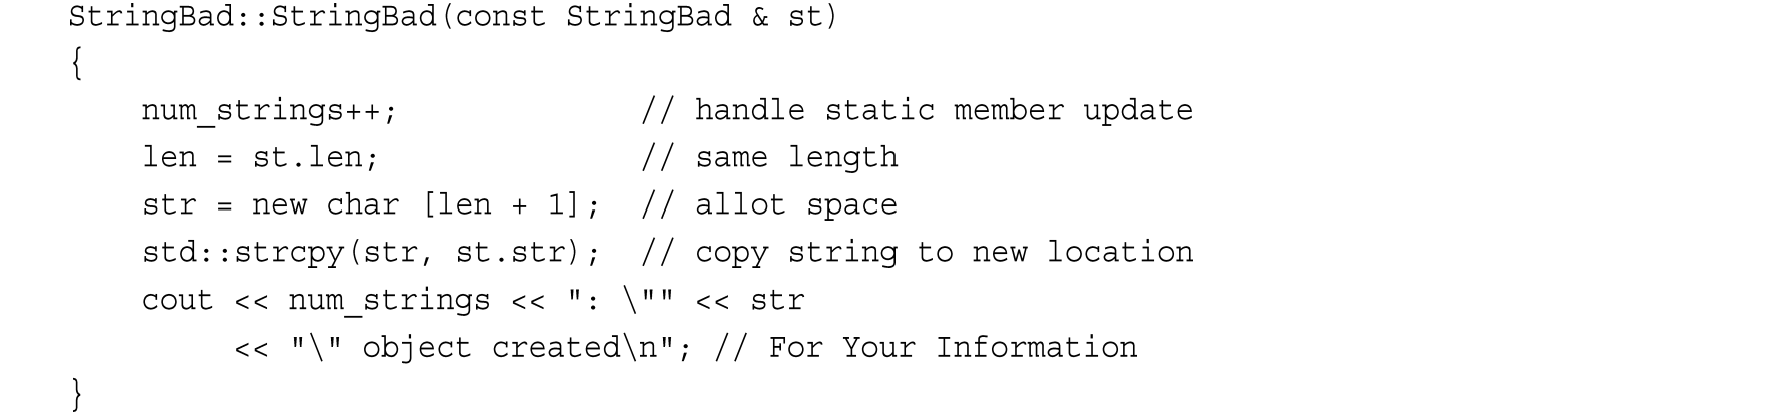 StringBad::StringBad(const StringBad & st)
{
    num_strings++;             // handle static member update
    len = st.len;              // same length
    str = new char [len + 1];  // allot space
    std::strcpy(str, st.str);  // copy string to new location
    cout << num_strings << ": \"" << str
         << "\" object created\n"; // For Your Information
}